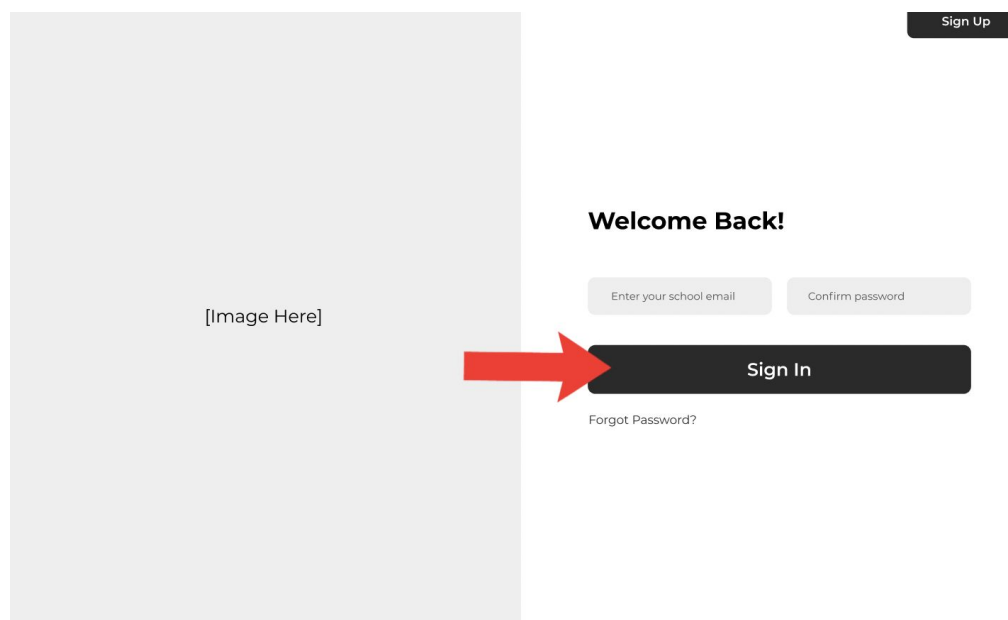 Sign Up
Welcome Back!
Enter your school email Confirm password
[Image Here]
Sign In
Forgot Password?